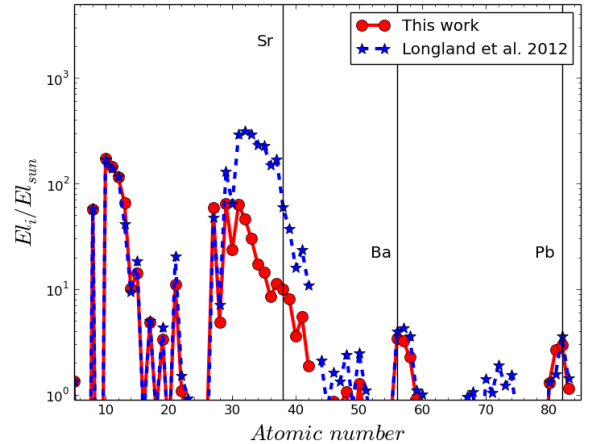 This work
Longland et al. 2012
Sr
Ba
Pb
10³
10²
10¹
10⁰
10 20 30 40 50 60 70 80
El_i/El_sun
Atomic number